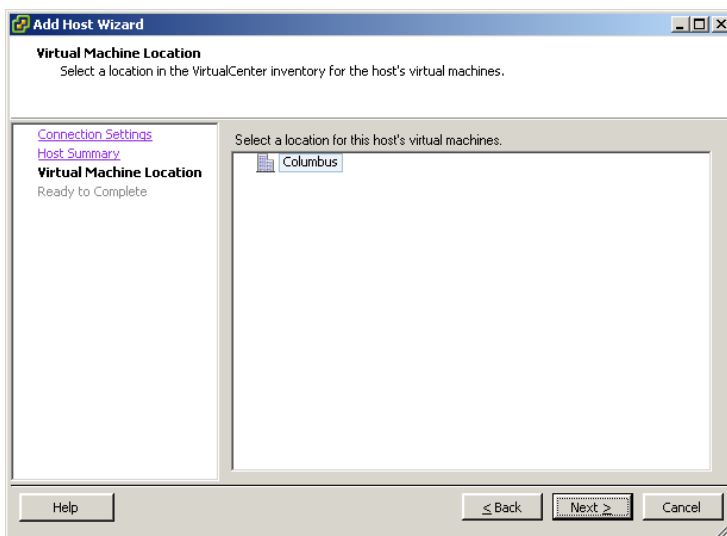 Add Host Wizard
Virtual Machine Location
Select a location in the VirtualCenter inventory for the host's virtual machines.
Connection Settings
Host Summary
Virtual Machine Location
Ready to Complete
Select a location for this host's virtual machines.
Columbus
Help
< Back
Next >
Cancel